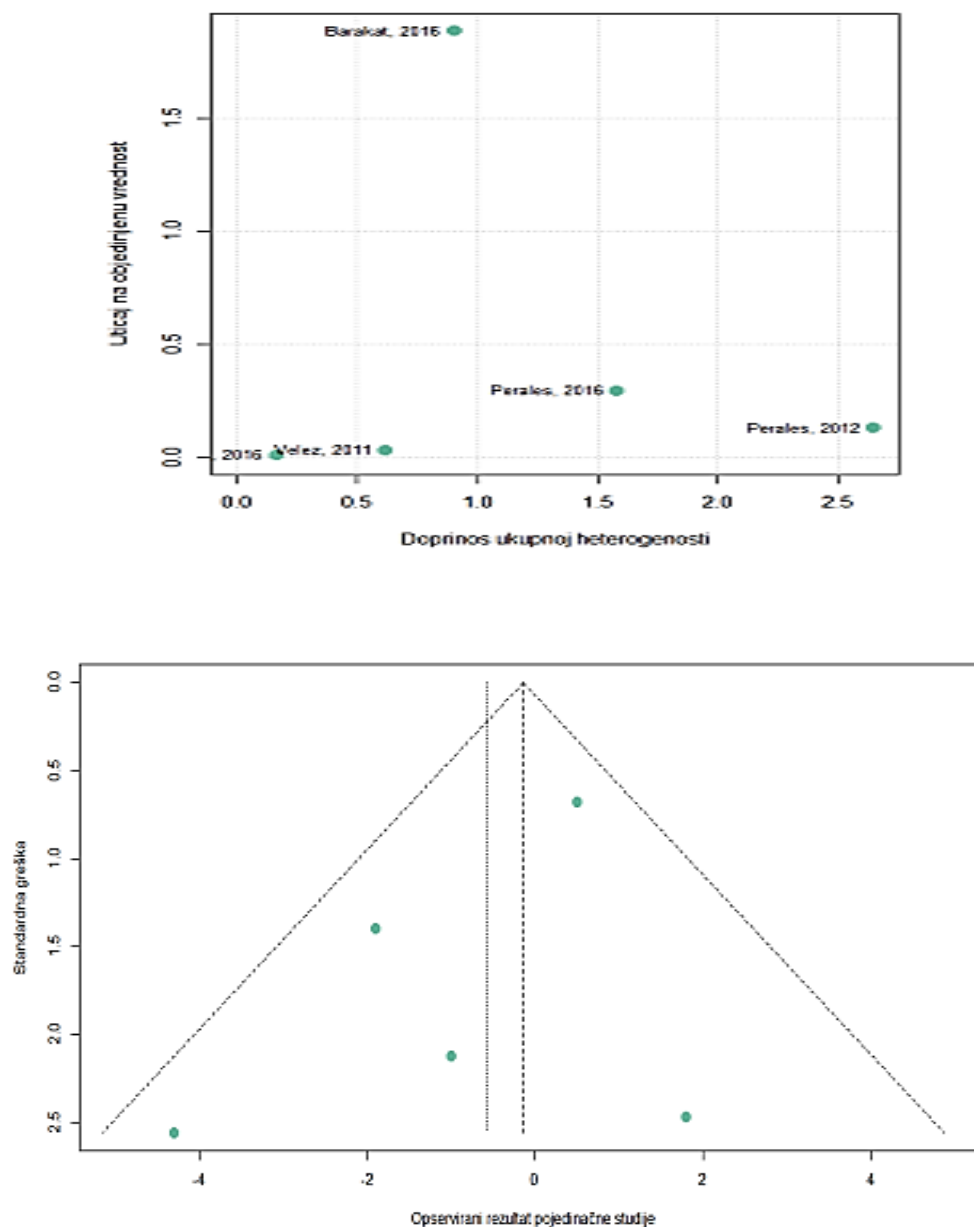 Barakat, 2016
Perales, 2016
Perales, 2012
Velez, 2011
2016
Uticaj na objedinjenu vrednost
0.0 0.5 1.0 1.5
0.0 0.5 1.0 1.5 2.0 2.5
Doprinos ukupnoj heterogenosti
Standardna greška
0.0 0.5 1.0 1.5 2.0 2.5
-4 -2 0 2 4
Opservirani rezultat pojedinačne studije